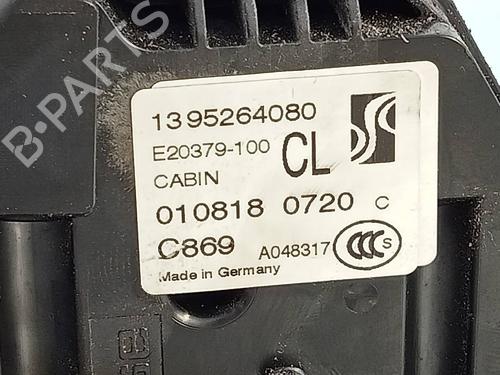 B-PARTS
1395264080
E20379-100
CL
CABIN
010818 0720 C
C869 A048317
CCC S
Made in Germany